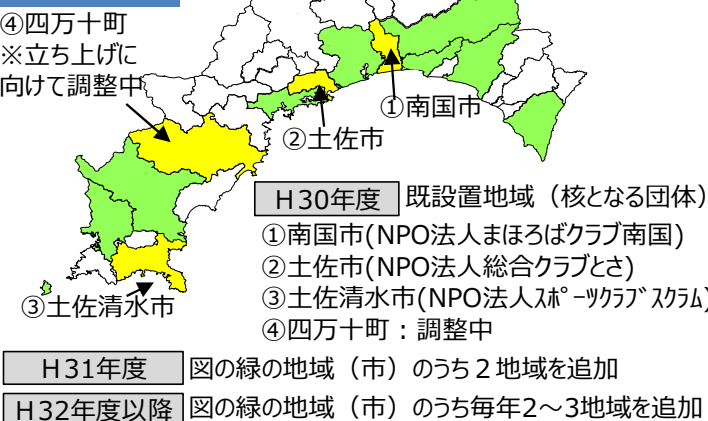 ④四万十町
※立ち上げに
向けて調整中
①南国市
②土佐市
③土佐清水市
H30年度 既設置地域（核となる団体）
①南国市(NPO法人まほろばクラブ南国)
②土佐市(NPO法人総合クラブとさ)
③土佐清水市(NPO法人ｽﾎﾟｰﾂｸﾗﾌﾞｽｸﾗﾑ)
④四万十町：調整中
H31年度 図の緑の地域（市）のうち２地域を追加
H32年度以降 図の緑の地域（市）のうち毎年2～3地域を追加